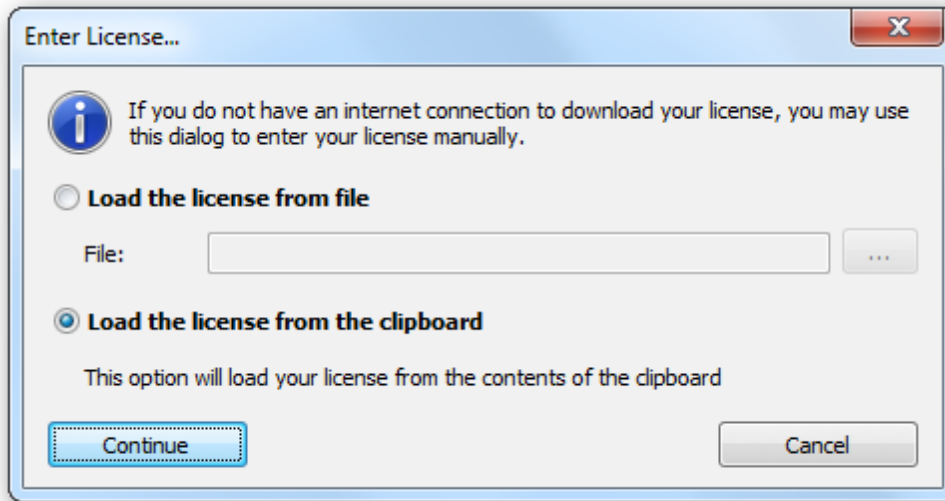 Enter License...
If you do not have an internet connection to download your license, you may use
this dialog to enter your license manually.
Load the license from file
File:
...
Load the license from the clipboard
This option will load your license from the contents of the clipboard
Continue
Cancel